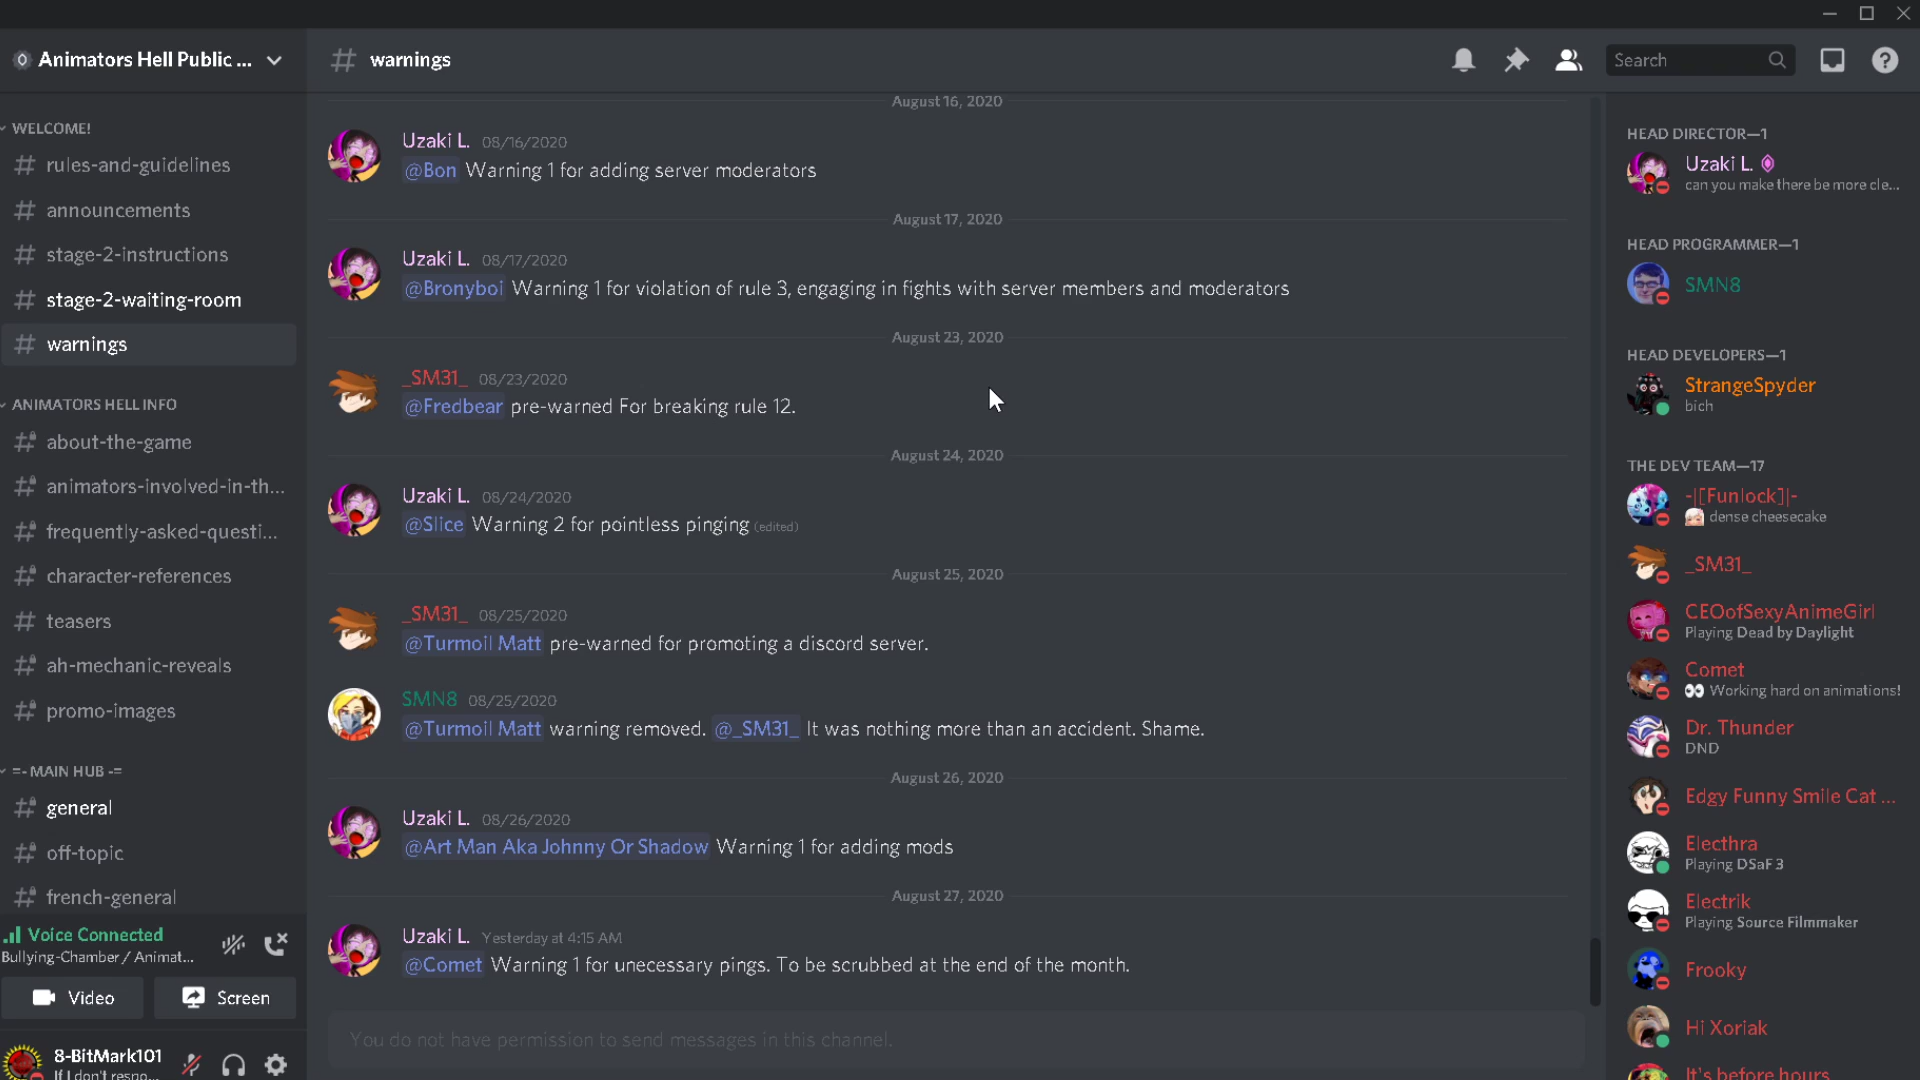 Animators Hell Public ...
WELCOME!
rules-and-guidelines
announcements
stage-2-instructions
stage-2-waiting-room
warnings
ANIMATORS HELL INFO
about-the-game
animators-involved-in-th...
frequently-asked-questi...
character-references
teasers
ah-mechanic-reveals
promo-images
=- MAIN HUB -=
general
off-topic
french-general
Voice Connected
Bullying-Chamber / Animat...
Video
Screen
8-BitMark101
If I don't respo...
# warnings
Search
August 16, 2020
Uzaki L. 08/16/2020
@Bon Warning 1 for adding server moderators
August 17, 2020
Uzaki L. 08/17/2020
@Bronyboi Warning 1 for violation of rule 3, engaging in fights with server members and moderators
August 23, 2020
_SM31_ 08/23/2020
@Fredbear pre-warned For breaking rule 12.
August 24, 2020
Uzaki L. 08/24/2020
@Slice Warning 2 for pointless pinging (edited)
August 25, 2020
_SM31_ 08/25/2020
@Turmoil Matt pre-warned for promoting a discord server.
SMN8 08/25/2020
@Turmoil Matt warning removed. @_SM31_ It was nothing more than an accident. Shame.
August 26, 2020
Uzaki L. 08/26/2020
@Art Man Aka Johnny Or Shadow Warning 1 for adding mods
August 27, 2020
Uzaki L. Yesterday at 4:15 AM
@Comet Warning 1 for unecessary pings. To be scrubbed at the end of the month.
You do not have permission to send messages in this channel.
HEAD DIRECTOR—1
Uzaki L.
can you make there be more cle...
HEAD PROGRAMMER—1
SMN8
HEAD DEVELOPERS—1
StrangeSpyder
bich
THE DEV TEAM—17
-|[Funlock]|-
dense cheesecake
_SM31_
CEOofSexyAnimeGirl
Playing Dead by Daylight
Comet
Working hard on animations!
Dr. Thunder
DND
Edgy Funny Smile Cat ...
Electhra
Playing DSaF 3
Electrik
Playing Source Filmmaker
Frooky
Hi Xoriak
It's before hours